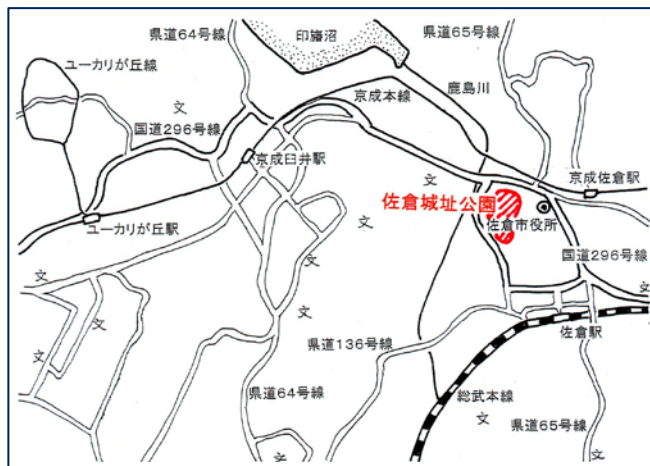 県道64号線
印旛沼
県道65号線
ユーカリが丘線
鹿島川
京成本線
文
国道296号線
京成臼井駅
文
京成佐倉駅
佐倉城址公園
佐倉市役所
ユーカリが丘駅
文
文
国道296号線
文
文
文
佐倉駅
県道136号線
文
県道64号線
総武本線
文
県道65号線